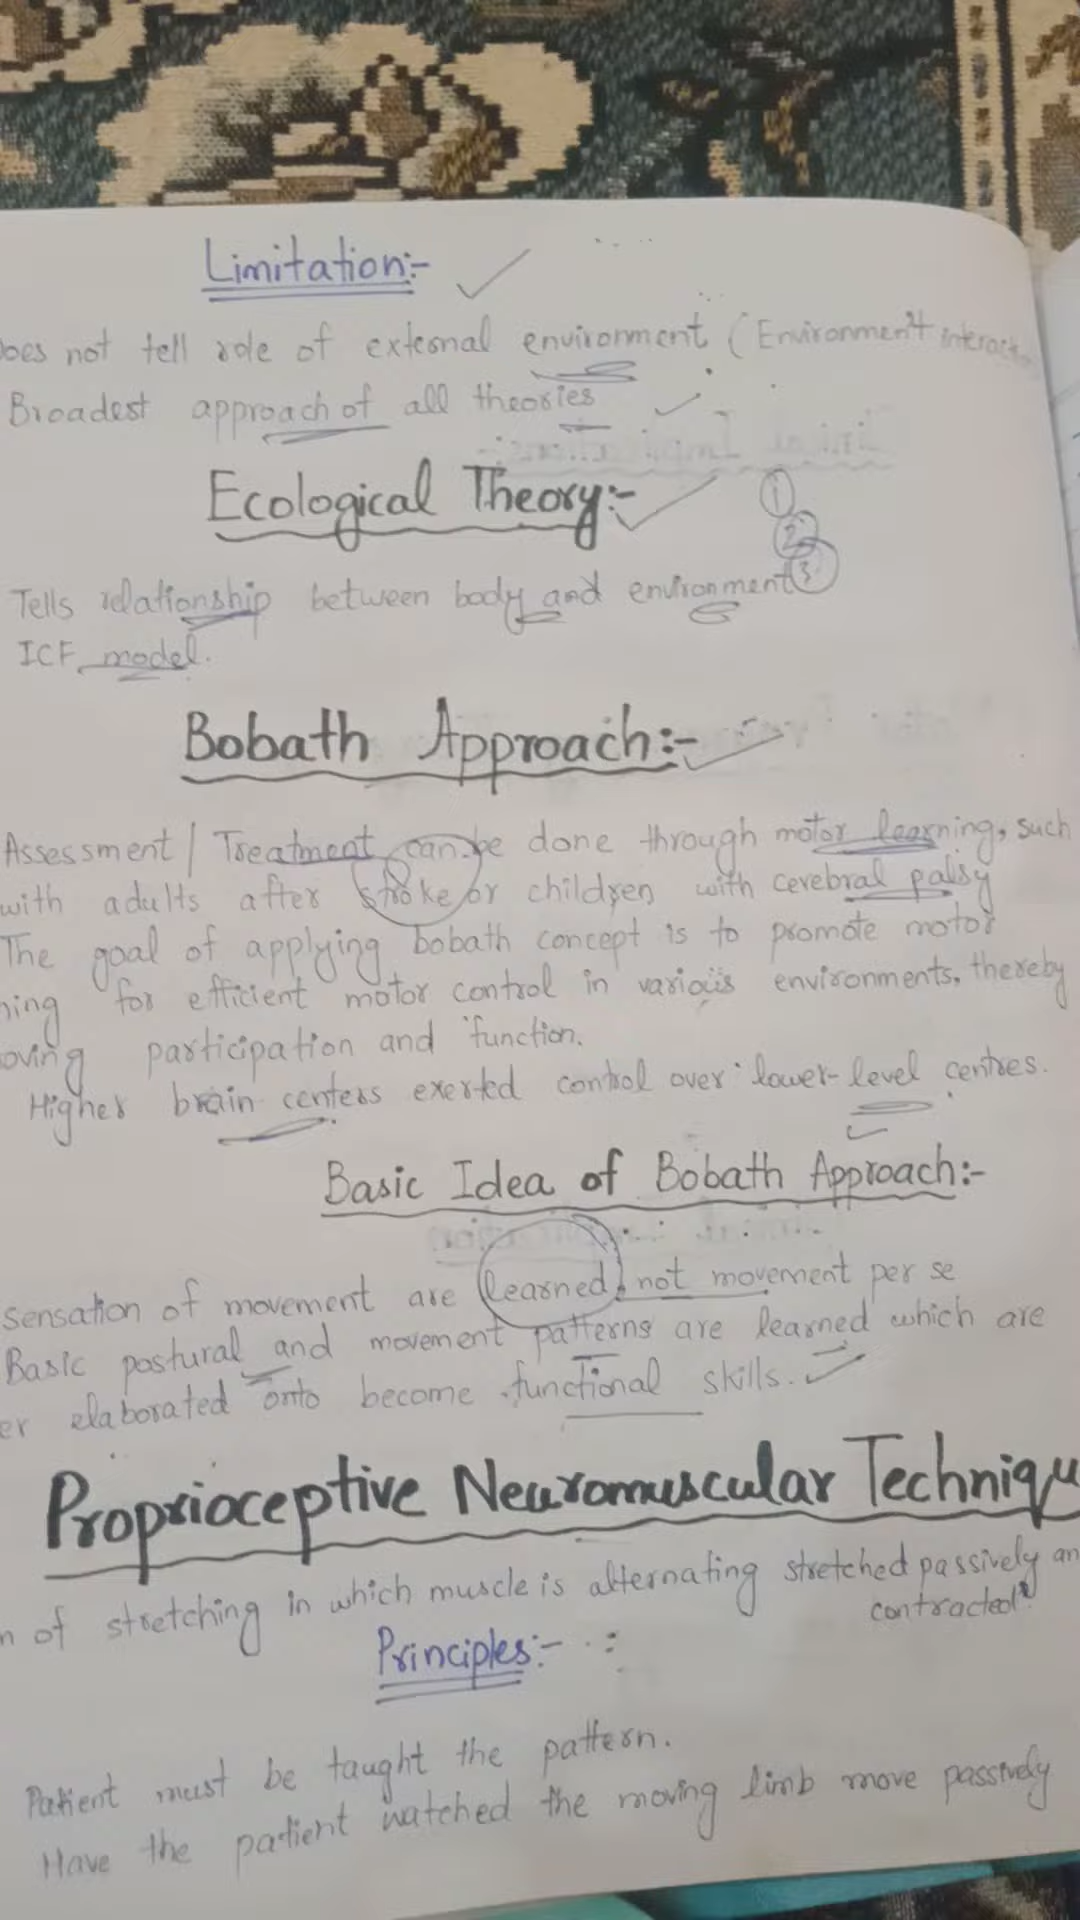 Limitation:-
Does not tell role of external environment (Environment interact
Broadest approach of all theories
Ecological Theory:-
①
②
③
Tells relationship between body and environment
ICF model.
Bobath Approach:-
Assessment / Treatment can be done through motor learning, such
with adults after stroke or children with cerebral palsy
The goal of applying bobath concept is to promote motor
ning for efficient motor control in various environments, thereby
oving participation and function.
Higher brain centers exerted control over lower-level centres.
Basic Idea of Bobath Approach:-
sensation of movement are learned, not movement per se
Basic postural and movement patterns are learned which are
er elaborated onto become functional skills.
Proprioceptive Neuromuscular Techniqu
n of stretching in which muscle is alternating stretched passively an
contracted
Principles:-
Patient must be taught the pattern.
Have the patient watched the moving limb move passively